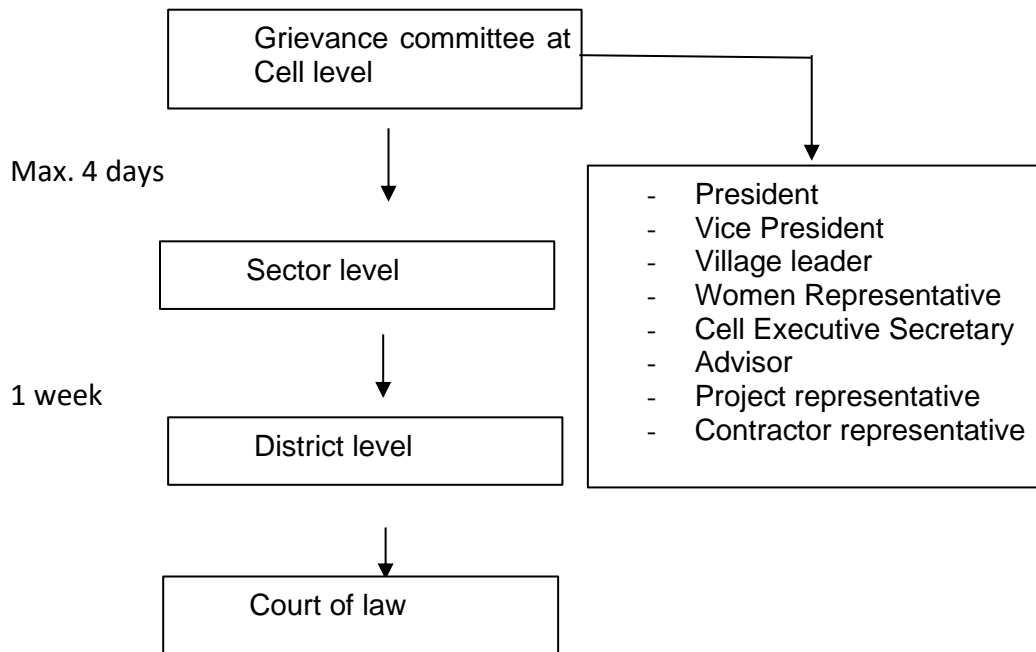 Grievance committee at
Cell level
Max. 4 days
- President
- Vice President
- Village leader
- Women Representative
- Cell Executive Secretary
- Advisor
- Project representative
- Contractor representative
Sector level
1 week
District level
Court of law